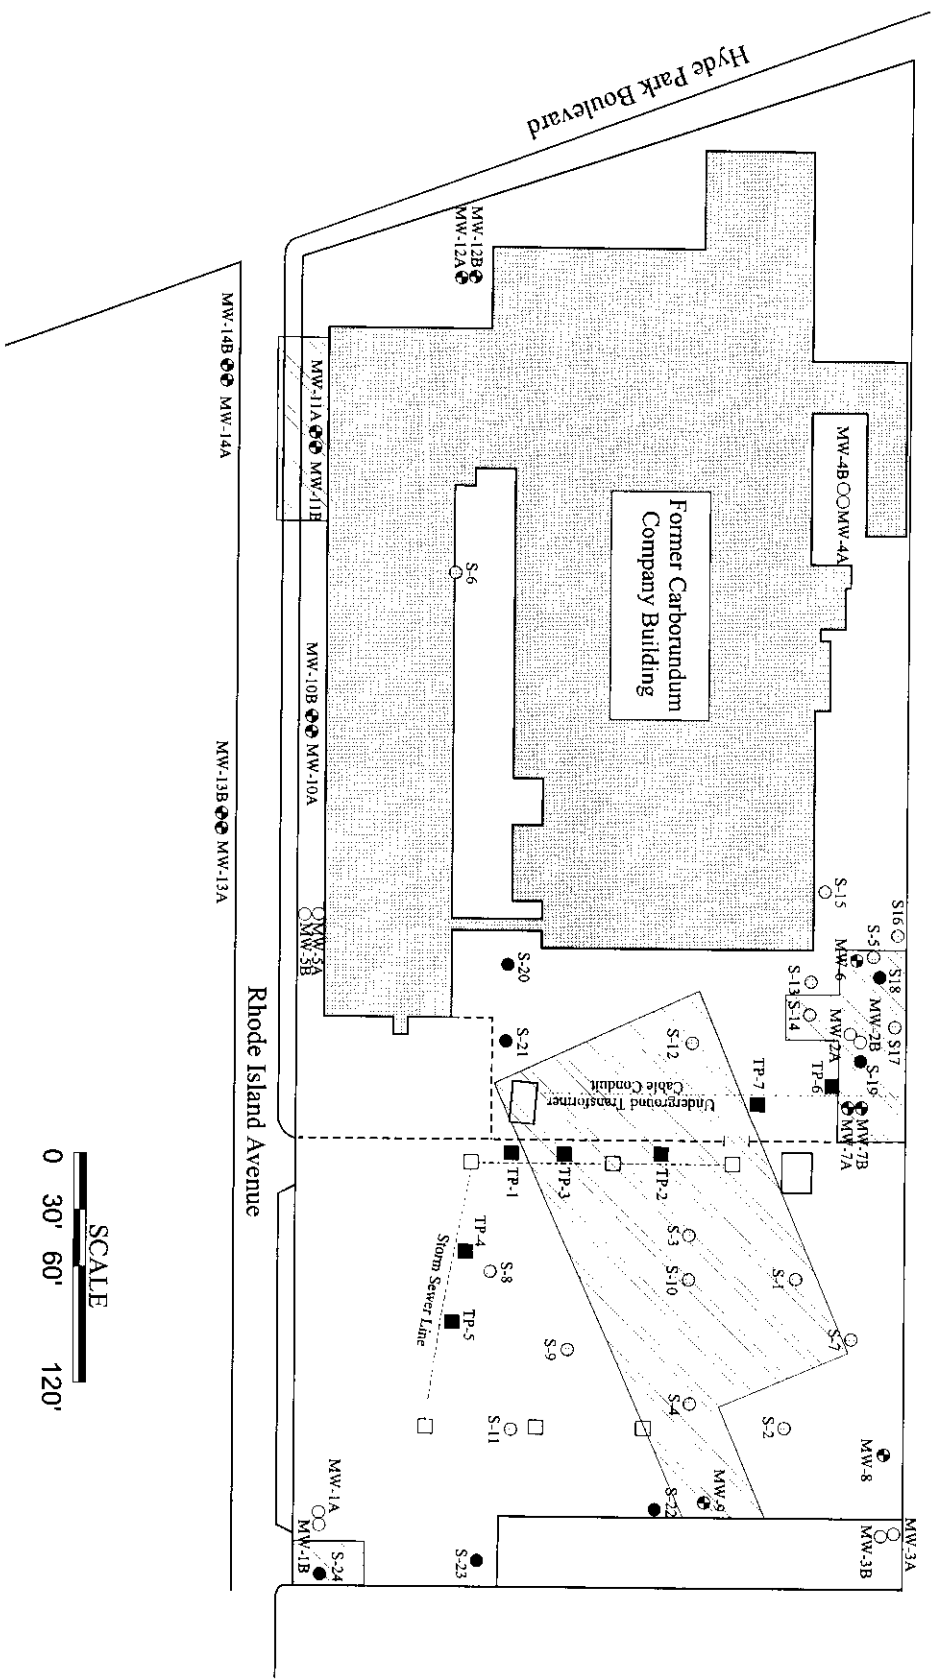 Hyde Park Boulevard
MW-12B
MW-12A
MW-14B
MW-14A
MW-11A
MW-11B
MW-4B
MW-4A
Former Carborundum
Company Building
S-6
MW-10B
MW-10A
MW-13B
MW-13A
MW-5A
MW-5B
S-15
S16
S-5
S18
MW-6
S-13
S-14
S17
MW-2B
MW-2A
S-19
S-20
S-21
S-12
TP-6
TP-7
MW-7B
MW-7A
Underground Transformer
Cable Conduit
TP-1
TP-3
TP-2
Rhode Island Avenue
TP-4
S-8
TP-5
Storm Sewer Line
S-3
S-10
S-1
S-7
S-9
S-4
S-2
S-11
MW-8
MW-9
S-22
MW-3A
MW-3B
MW-1A
MW-1B
S-24
S-23
SCALE
0 30' 60' 120'